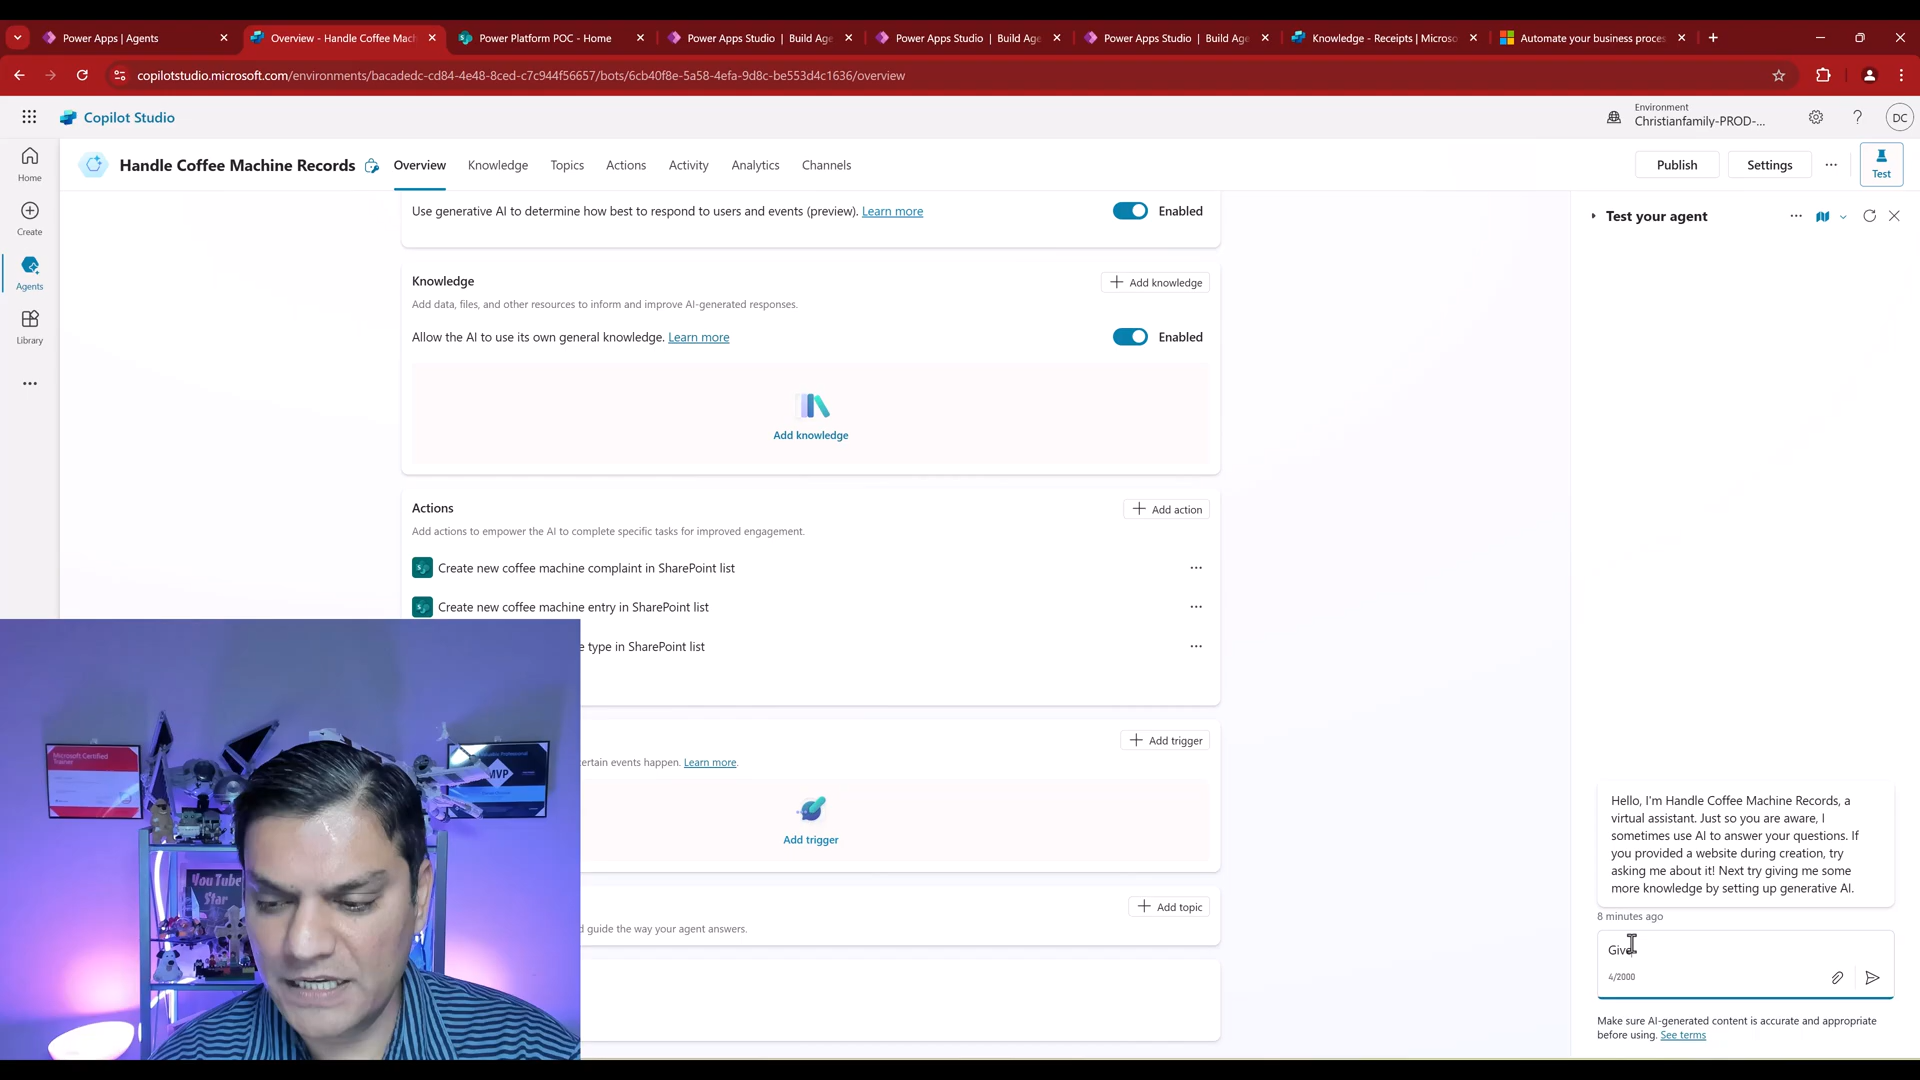 Power Apps | Agents
Overview - Handle Coffee Mach
Power Platform POC - Home
Power Apps Studio | Build Age
Power Apps Studio | Build Age
Power Apps Studio | Build Age
Knowledge - Receipts | Microso
Automate your business proces
copilotstudio.microsoft.com/environments/bacadedc-cd84-4e48-8ced-c7c944f56657/bots/6cb40f8e-5a58-4efa-9d8c-be553d4c1636/overview
Copilot Studio
Environment
Christianfamily-PROD-...
DC
Home
Create
Agents
Library
Handle Coffee Machine Records
Overview
Knowledge
Topics
Actions
Activity
Analytics
Channels
Publish
Settings
Test
Use generative AI to determine how best to respond to users and events (preview). Learn more
Enabled
Knowledge
Add knowledge
Add data, files, and other resources to inform and improve AI-generated responses.
Allow the AI to use its own general knowledge. Learn more
Enabled
Add knowledge
Actions
Add action
Add actions to empower the AI to complete specific tasks for improved engagement.
Create new coffee machine complaint in SharePoint list
Create new coffee machine entry in SharePoint list
e type in SharePoint list
Add trigger
ertain events happen. Learn more.
Add trigger
Add topic
d guide the way your agent answers.
Test your agent
Hello, I'm Handle Coffee Machine Records, a
virtual assistant. Just so you are aware, I
sometimes use AI to answer your questions. If
you provided a website during creation, try
asking me about it! Next try giving me some
more knowledge by setting up generative AI.
8 minutes ago
Give
4/2000
Make sure AI-generated content is accurate and appropriate
before using. See terms
Microsoft Certified
Trainer
MVP
You Tube
Star